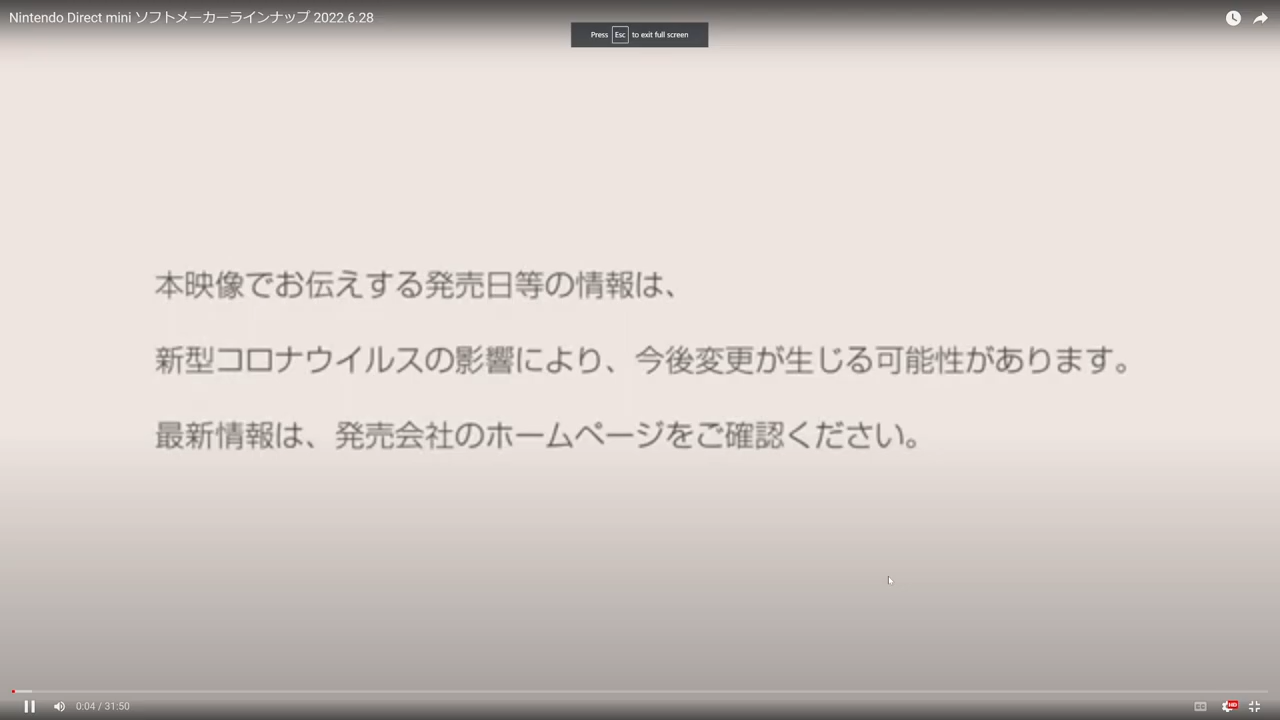 Nintendo Direct mini ソフトメーカーラインナップ 2022.6.28
Press Esc to exit full screen
本映像でお伝えする発売日等の情報は、
新型コロナウイルスの影響により、今後変更が生じる可能性があります。
最新情報は、発売会社のホームページをご確認ください。
0:04 / 31:50
CC HD